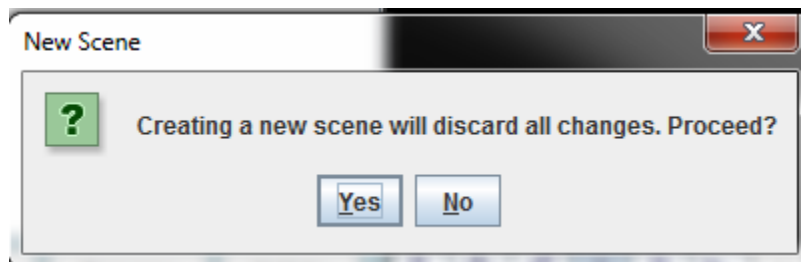 New Scene
x
?
Creating a new scene will discard all changes. Proceed?
Yes
No